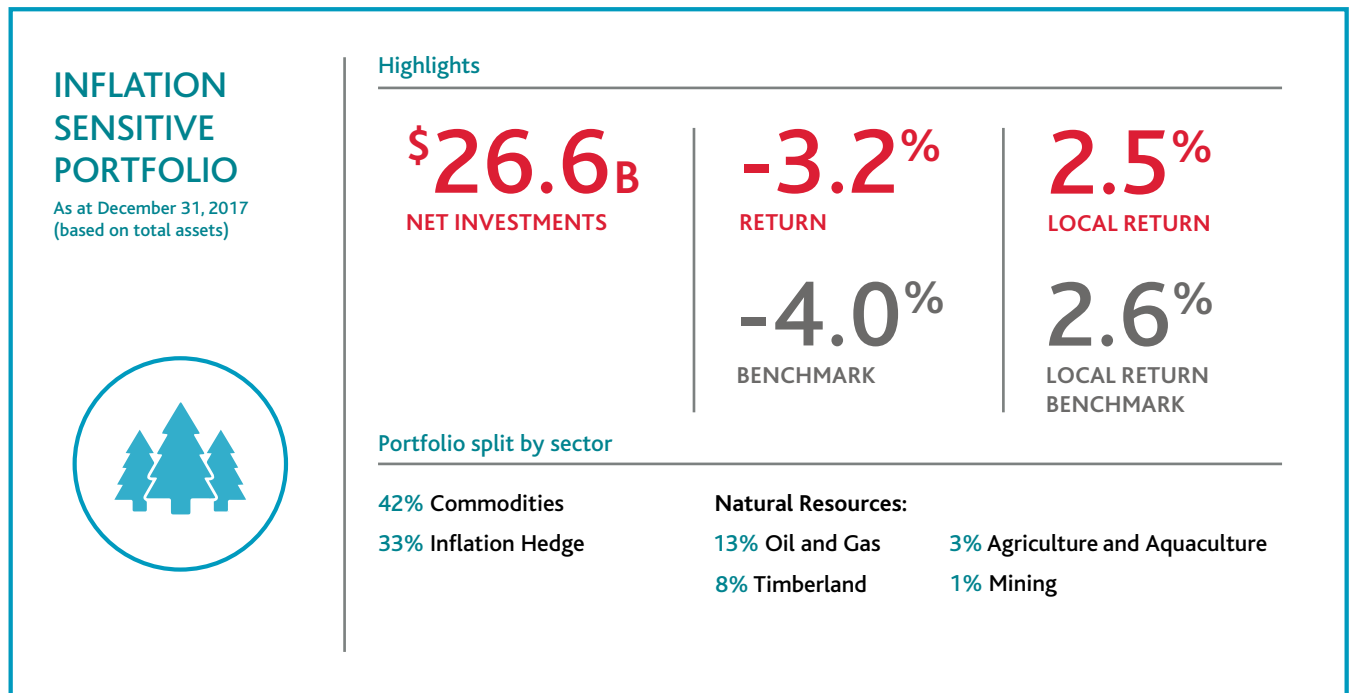 INFLATION
SENSITIVE
PORTFOLIO
As at December 31, 2017
(based on total assets)
Highlights
$26.6B
NET INVESTMENTS
-3.2%
RETURN
-4.0%
BENCHMARK
2.5%
LOCAL RETURN
2.6%
LOCAL RETURN
BENCHMARK
Portfolio split by sector
42% Commodities
33% Inflation Hedge
Natural Resources:
13% Oil and Gas
8% Timberland
3% Agriculture and Aquaculture
1% Mining